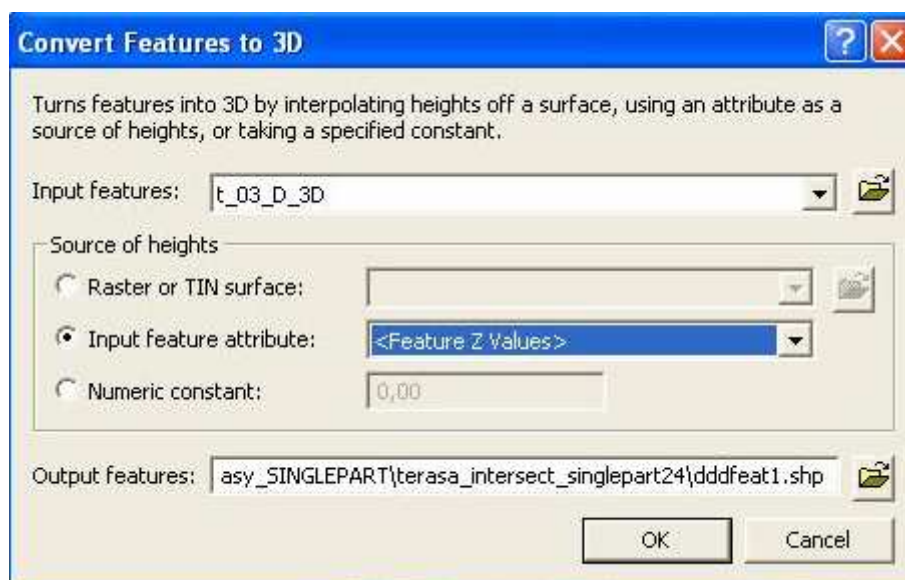 Convert Features to 3D
Turns features into 3D by interpolating heights off a surface, using an attribute as a
source of heights, or taking a specified constant.
Input features: t_03_D_3D
Source of heights
Raster or TIN surface:
Input feature attribute: <Feature Z Values>
Numeric constant: 0,00
Output features: asy_SINGLEPART\terasa_intersect_singlepart24\dddfeat1.shp
OK Cancel